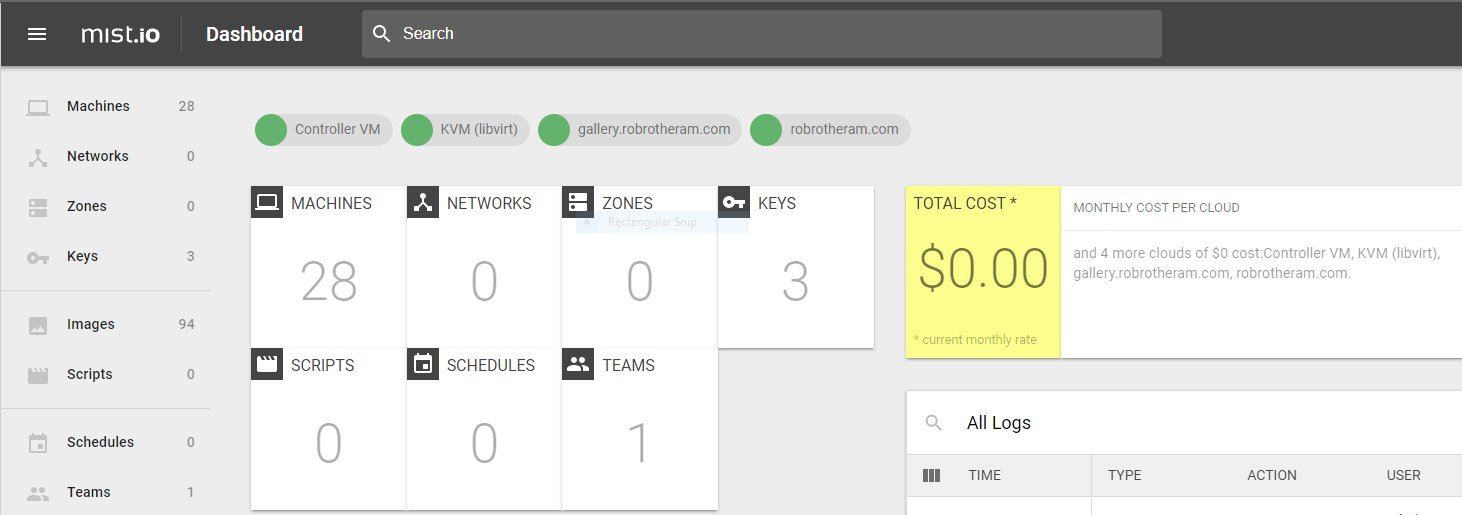 mist.io
Dashboard
Search
Machines 28
Networks 0
Zones 0
Keys 3
Images 94
Scripts 0
Schedules 0
Teams 1
Controller VM
KVM (libvirt)
gallery.robrotheram.com
robrotheram.com
MACHINES
28
NETWORKS
0
ZONES
0
Rectangular Snip
KEYS
3
SCRIPTS
0
SCHEDULES
0
TEAMS
1
TOTAL COST *
$0.00
* current monthly rate
MONTHLY COST PER CLOUD
and 4 more clouds of $0 cost:Controller VM, KVM (libvirt),
gallery.robrotheram.com, robrotheram.com.
All Logs
TIME TYPE ACTION USER